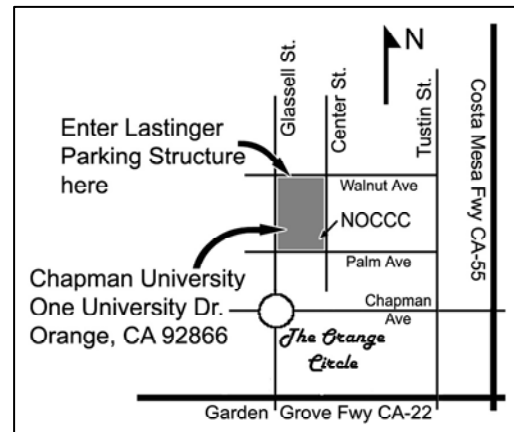 N
Glassell St.
Center St.
Tustin St.
Costa Mesa Fwy CA-55
Enter Lastinger
Parking Structure
here
Walnut Ave
NOCCC
Palm Ave
Chapman University
One University Dr.
Orange, CA 92866
Chapman
Ave
The Orange
Circle
Garden Grove Fwy CA-22